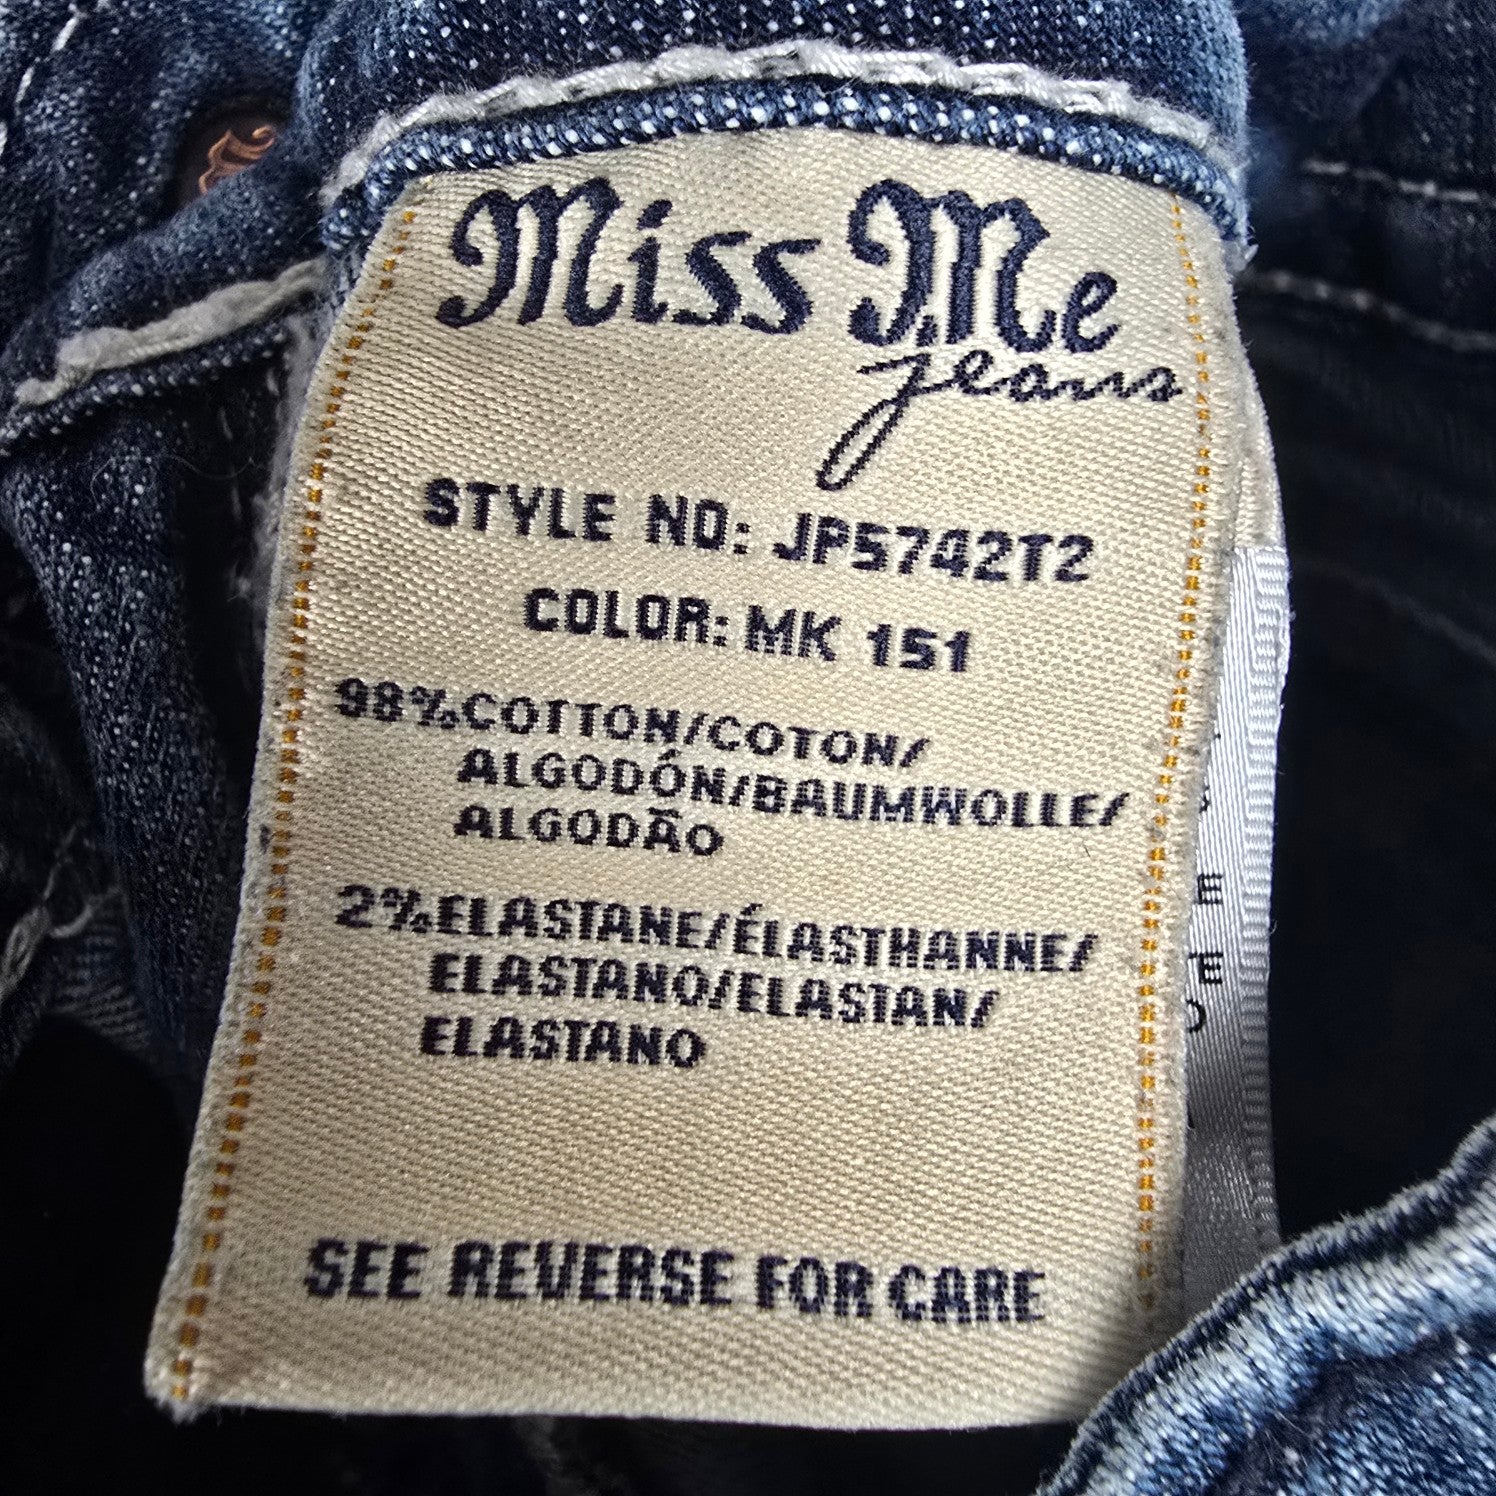 Miss Me
jeans
STYLE NO: JP5742T2
COLOR: MK 151
98%COTTON/COTON/
ALGODÓN/BAUMWOLLE/
ALGODÃO
2%ELASTANE/ÉLASTHANNE/
ELASTANO/ELASTAN/
ELASTANO
SEE REVERSE FOR CARE